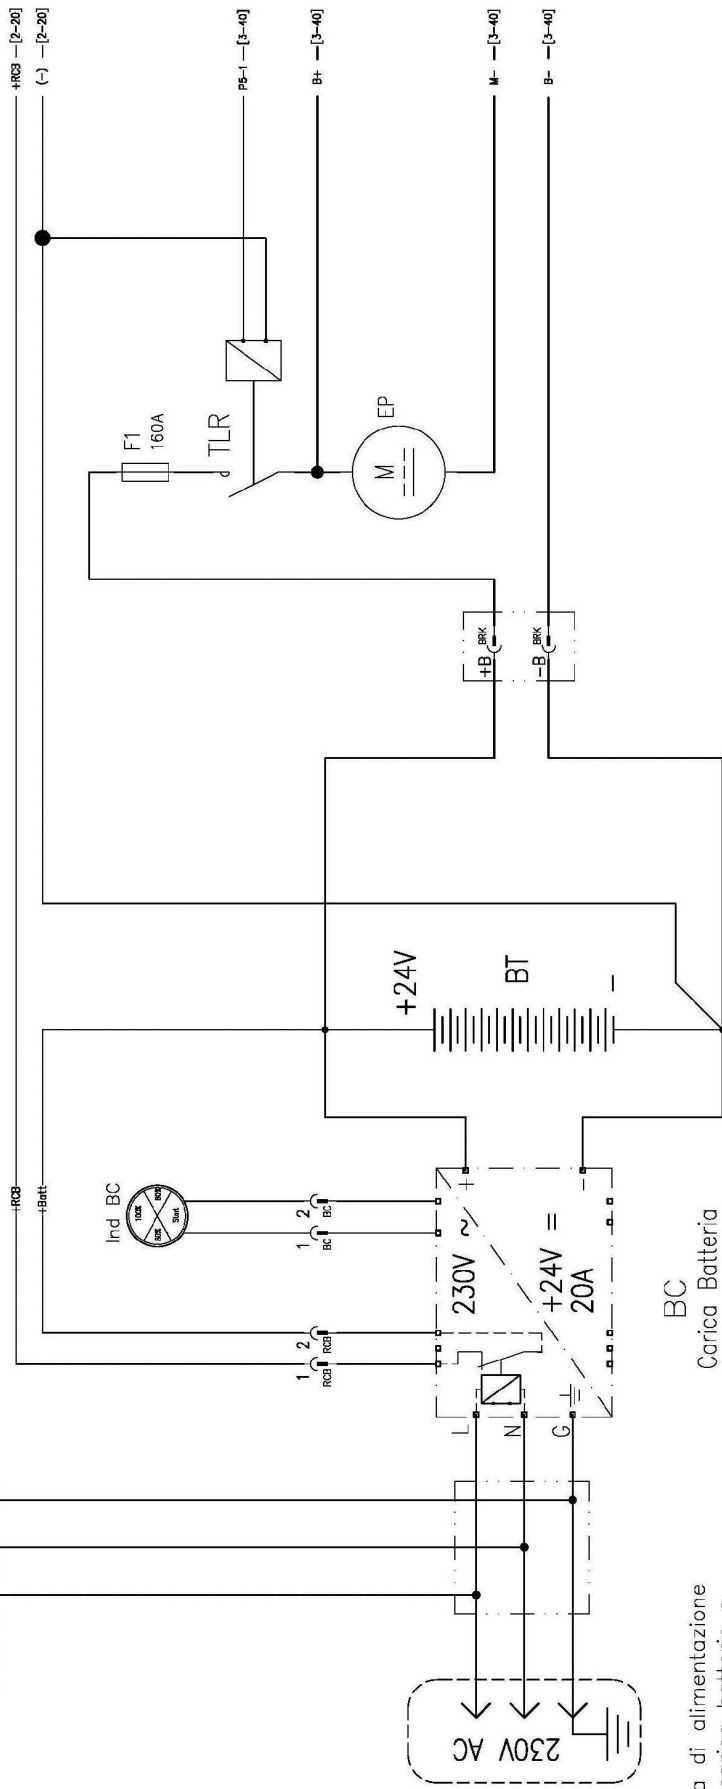 +RCB —[2-20]
(-) —[2-20]
P5-1 —[3-40]
B+ —[3-40]
M- —[3-40]
B- —[3-40]
F1
160A
TLR
M
EP
+B
BRK
-B
BRK
+24V
BT
-
+RCB
+Batt
Ind BC
100%
80%
50%
Start
1
BC
2
BC
1
RCB
2
RCB
230V ~
+24V =
20A
+
-
L
N
G
BC
Carica Batteria
230V AC
di alimentazione